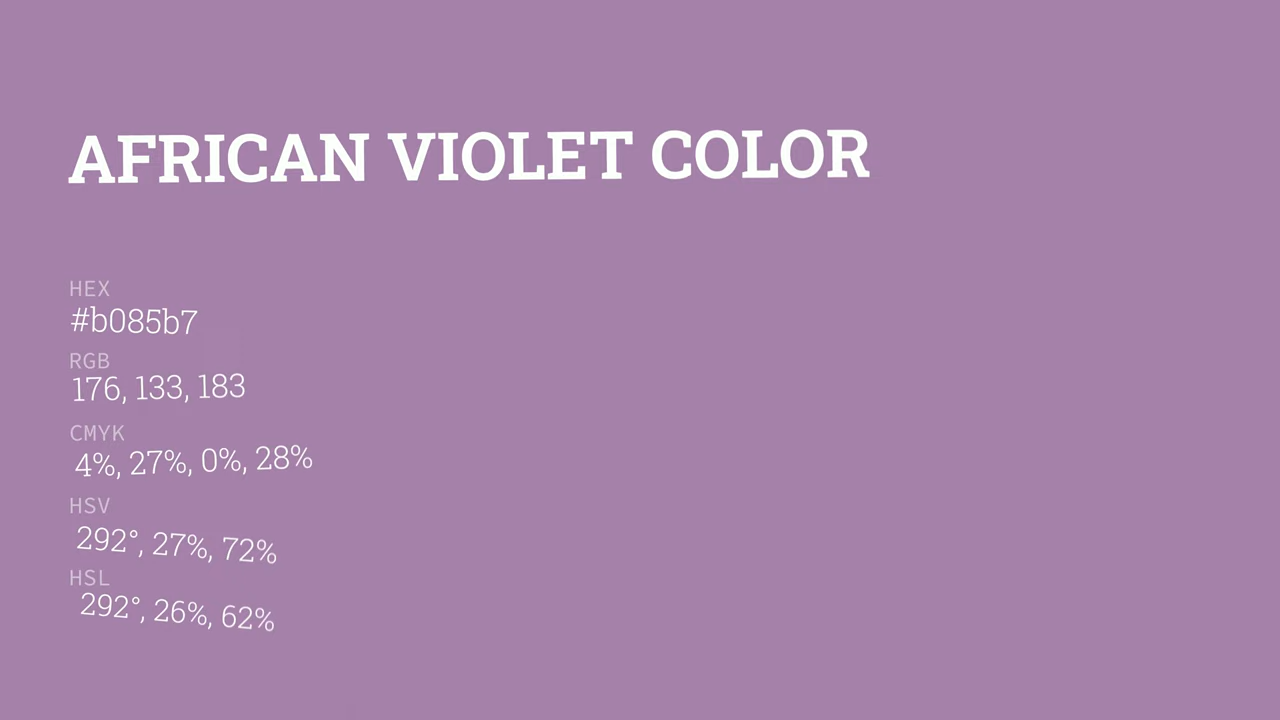 AFRICAN VIOLET COLOR
HEX
#b085b7
RGB
176, 133, 183
CMYK
4%, 27%, 0%, 28%
HSV
292°, 27%, 72%
HSL
292°, 26%, 62%